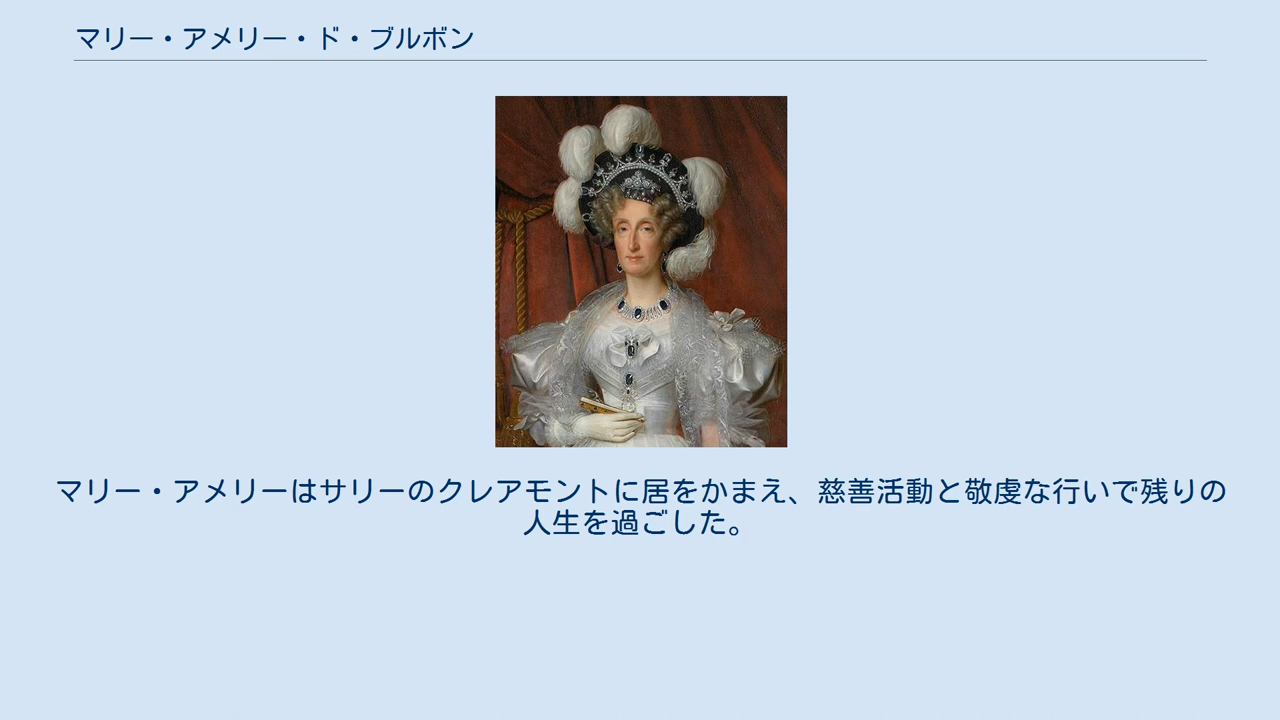 マリー・アメリー・ド・ブルボン
マリー・アメリーはサリーのクレアモントに居をかまえ、慈善活動と敬虔な行いで残りの
人生を過ごした。